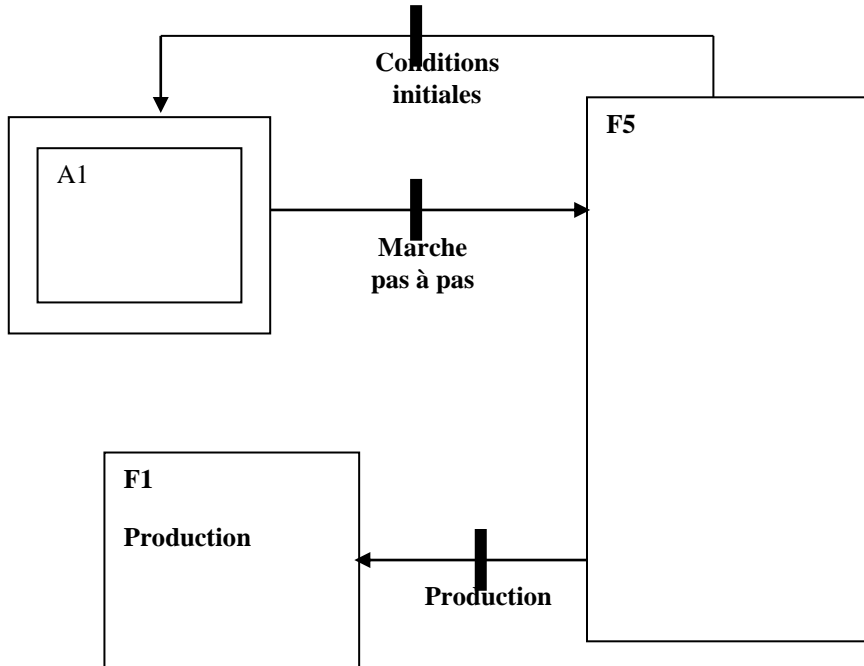 Conditions
initiales
F5
A1
Marche
pas à pas
F1
Production
Production